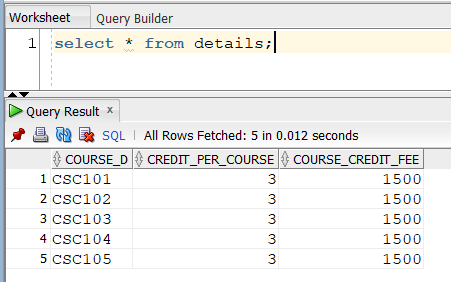 Worksheet Query Builder
1 select * from details;
Query Result ×
SQL | All Rows Fetched: 5 in 0.012 seconds
COURSE_D CREDIT_PER_COURSE COURSE_CREDIT_FEE
1 CSC101 3 1500
2 CSC102 3 1500
3 CSC103 3 1500
4 CSC104 3 1500
5 CSC105 3 1500